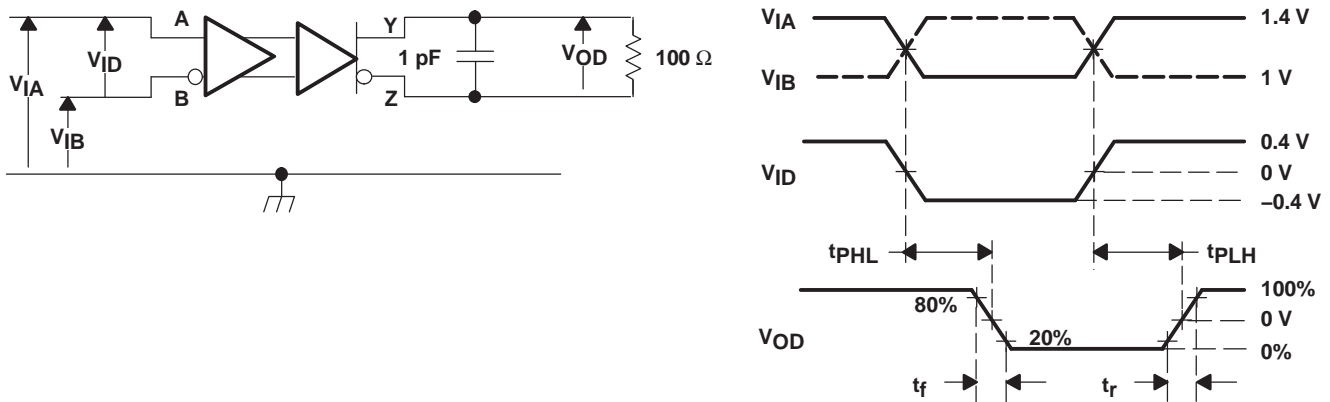 A
Y
VID
1 pF
VOD
100 Ω
VIA
B
Z
VIB
VIA
1.4 V
VIB
1 V
VID
0.4 V
0 V
–0.4 V
tPHL
tPLH
80%
100%
0 V
VOD
20%
0%
tf
tr